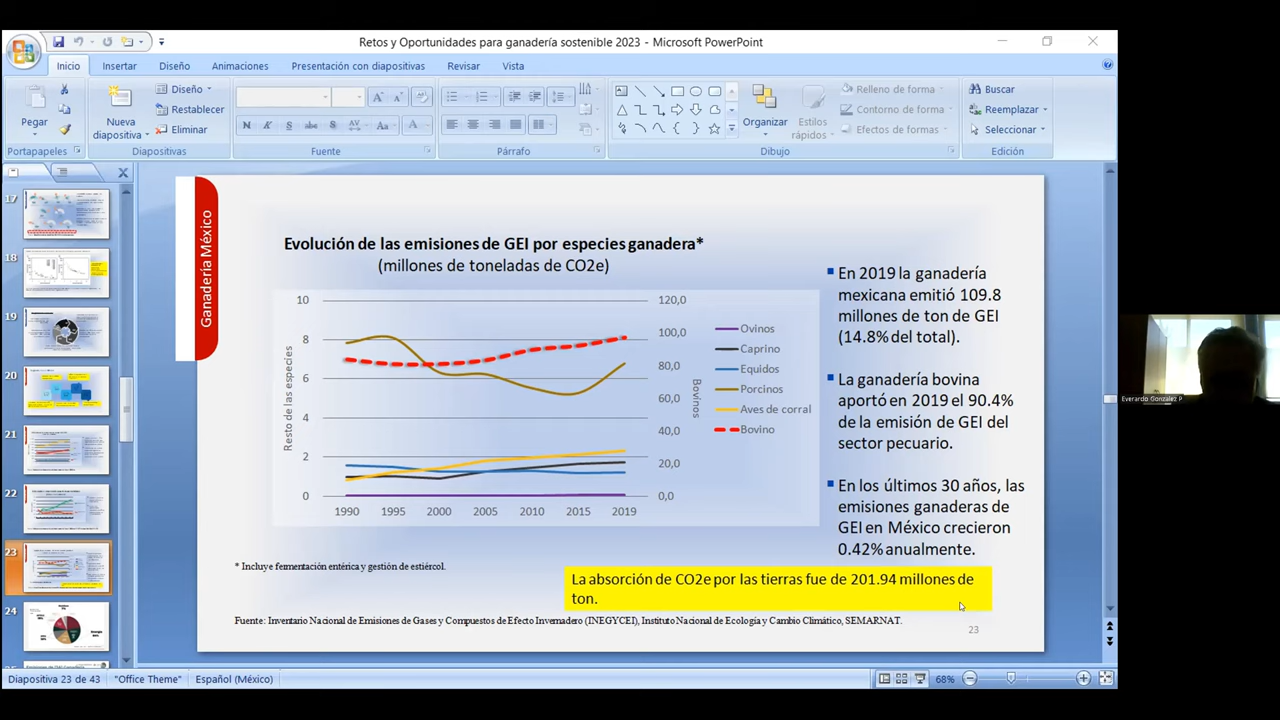 Retos y Oportunidades para ganadería sostenible 2023 - Microsoft PowerPoint
Inicio
Insertar
Diseño
Animaciones
Presentación con diapositivas
Revisar
Vista
Pegar
Portapapeles
Nueva
diapositiva
Diseño
Restablecer
Eliminar
Diapositivas
N K S abc S AV Aa A
Fuente
Párrafo
Organizar
Estilos
rápidos
Relleno de forma
Contorno de forma
Efectos de formas
Dibujo
Buscar
Reemplazar
Seleccionar
Edición
17
18
19
20
21
22
23
24
Ganadería México
Evolución de las emisiones de GEI por especies ganadera*
(millones de toneladas de CO2e)
10
8
6
4
2
0
Resto de las especies
120,0
100,0
80,0
60,0
40,0
20,0
0,0
Bovinos
1990 1995 2000 2005 2010 2015 2019
Ovinos
Caprino
Equidos
Porcinos
Aves de corral
Bovino
En 2019 la ganadería
mexicana emitió 109.8
millones de ton de GEI
(14.8% del total).
La ganadería bovina
aportó en 2019 el 90.4%
de la emisión de GEI del
sector pecuario.
En los últimos 30 años, las
emisiones ganaderas de
GEI en México crecieron
0.42% anualmente.
* Incluye fermentación entérica y gestión de estiércol.
La absorción de CO2e por las tierras fue de 201.94 millones de
ton.
Fuente: Inventario Nacional de Emisiones de Gases y Compuestos de Efecto Invernadero (INEGYCEI), Instituto Nacional de Ecología y Cambio Climático, SEMARNAT.
23
Everardo Gonzalez P
Diapositiva 23 de 43
"Office Theme"
Español (México)
68%